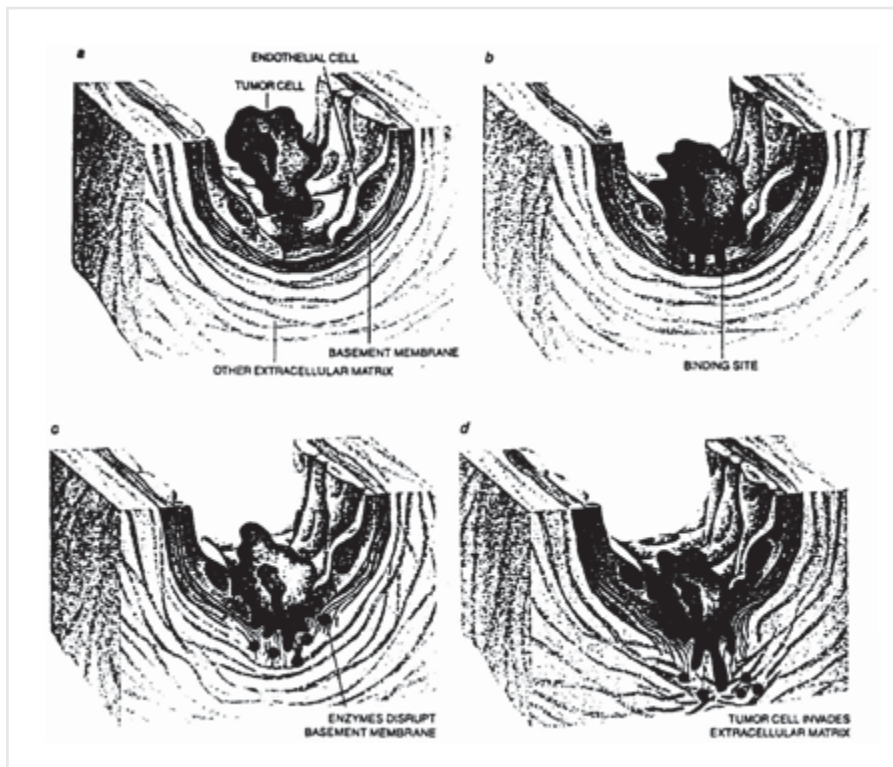 a
ENDOTHELIAL CELL
TUMOR CELL
BASEMENT MEMBRANE
OTHER EXTRACELLULAR MATRIX
b
BINDING SITE
c
ENZYMES DISRUPT
BASEMENT MEMBRANE
d
TUMOR CELL INVADES
EXTRACELLULAR MATRIX